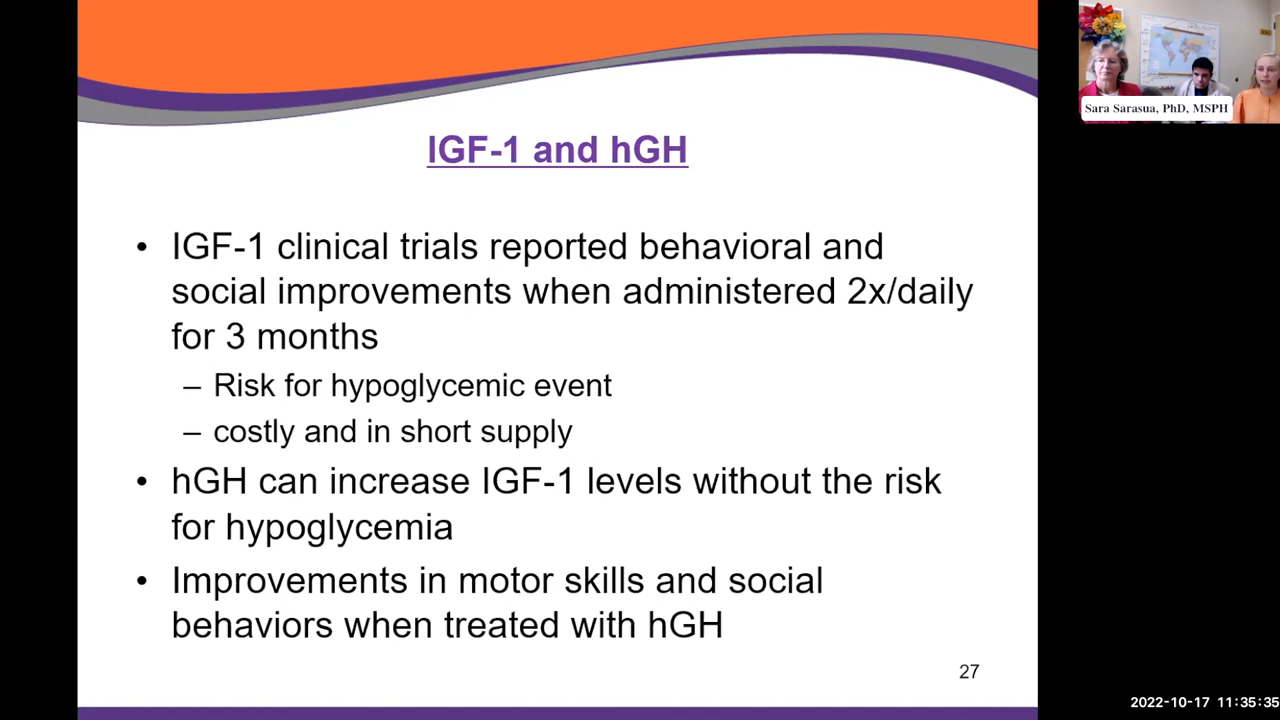 IGF-1 and hGH
• IGF-1 clinical trials reported behavioral and
social improvements when administered 2x/daily
for 3 months
– Risk for hypoglycemic event
– costly and in short supply
• hGH can increase IGF-1 levels without the risk
for hypoglycemia
• Improvements in motor skills and social
behaviors when treated with hGH
27
Sara Sarasua, PhD, MSPH
2022-10-17 11:35:35